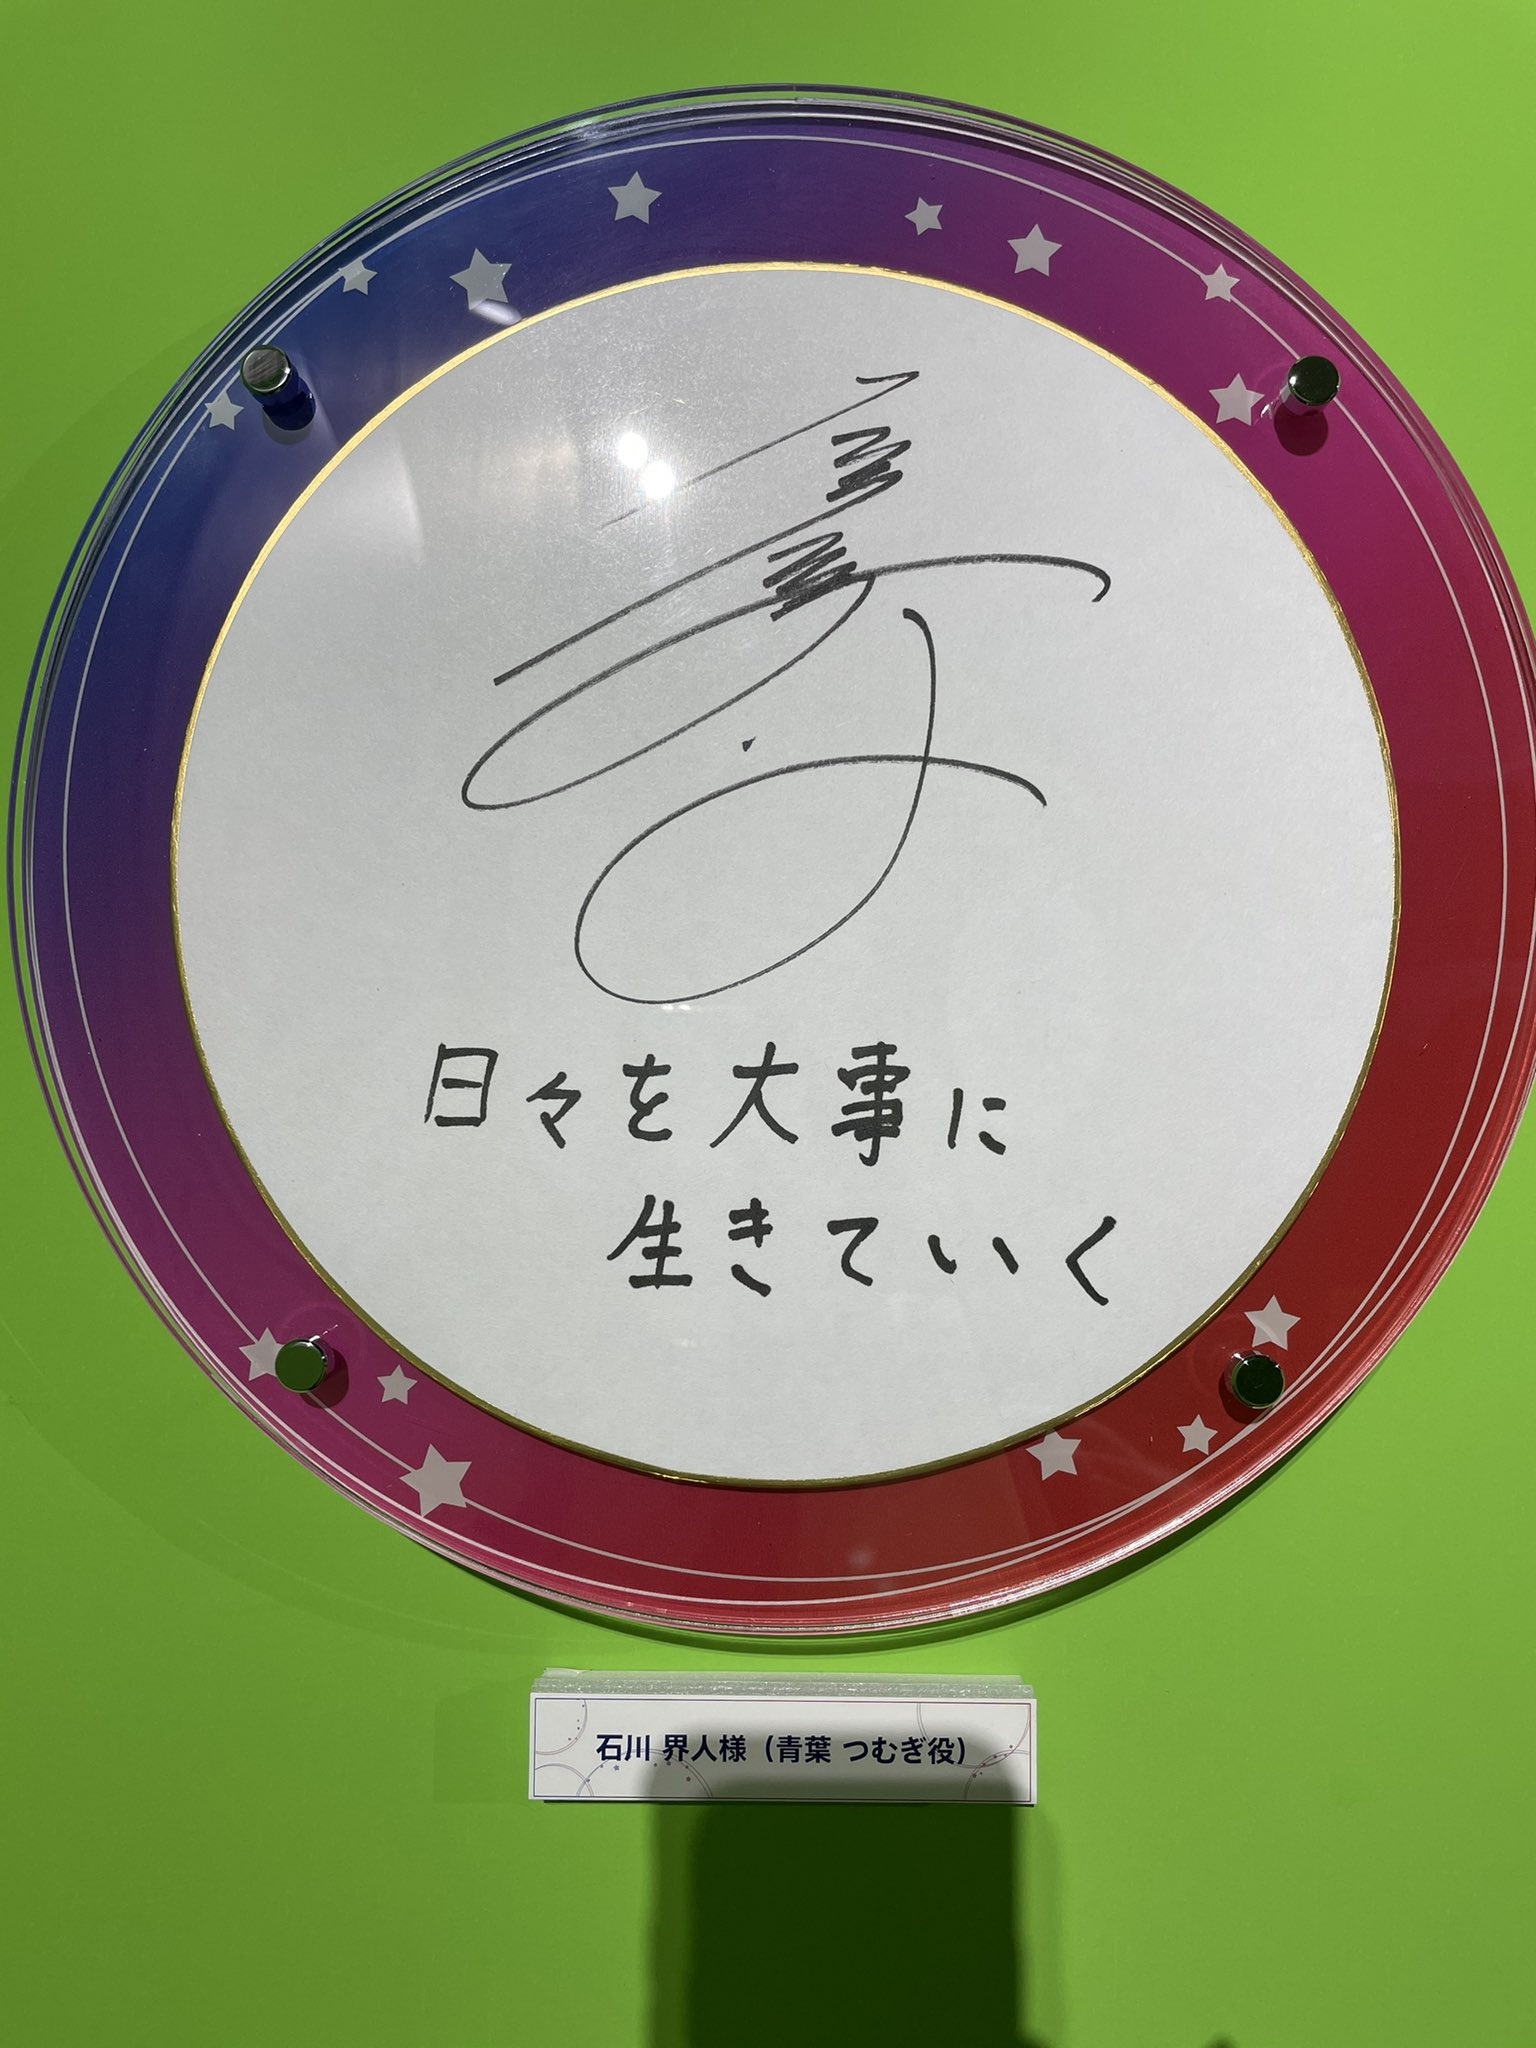 日々を大事に
生きていく
石川 界人様（青葉 つむぎ役）